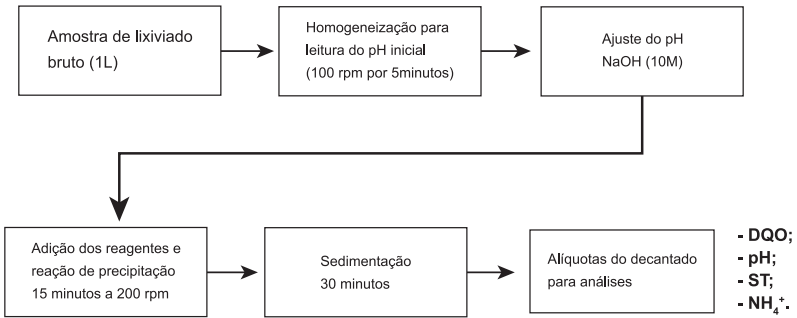 Amostra de lixiviado
bruto (1L)
Homogeneização para
leitura do pH inicial
(100 rpm por 5minutos)
Ajuste do pH
NaOH (10M)
Adição dos reagentes e
reação de precipitação
15 minutos a 200 rpm
Sedimentação
30 minutos
Alíquotas do decantado
para análises
- DQO;
- pH;
- ST;
- NH₄⁺.